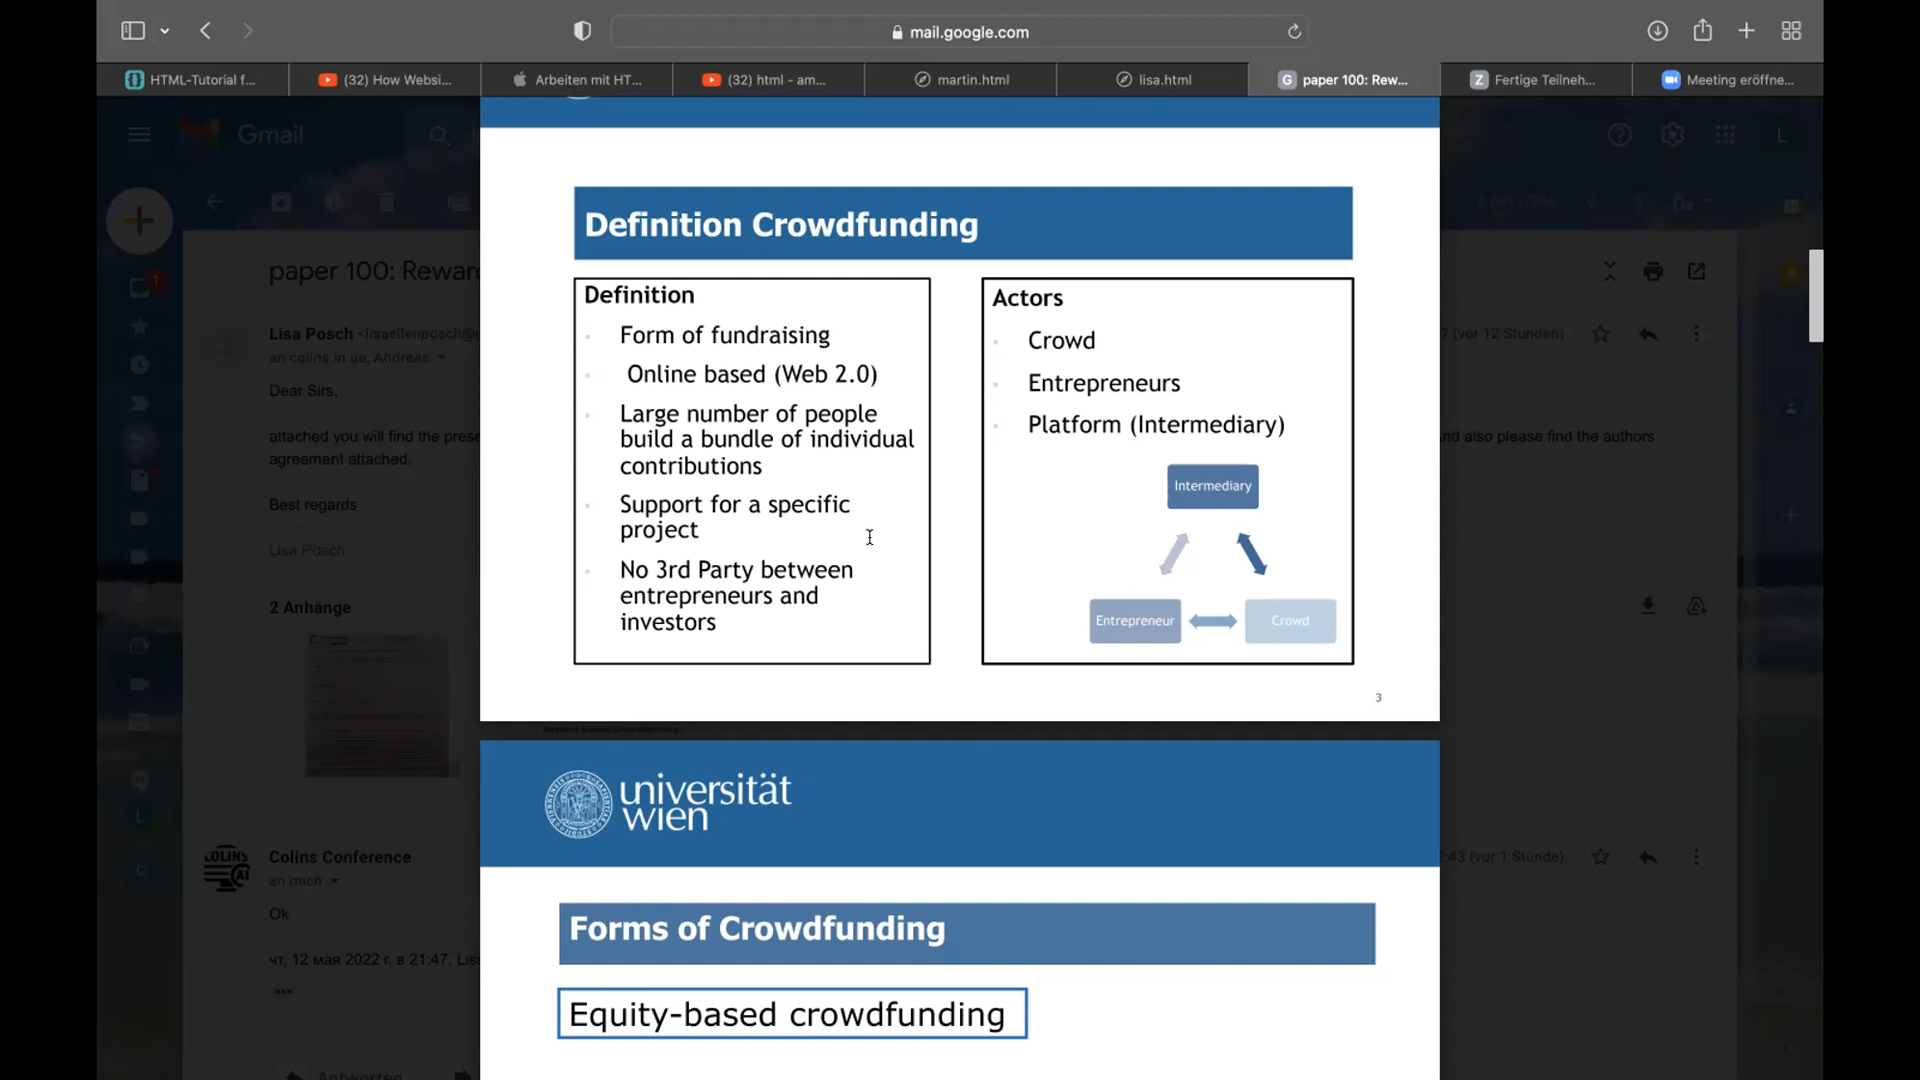 mail.google.com
HTML-Tutorial f...
(32) How Websi...
Arbeiten mit HT...
(32) html - am...
martin.html
lisa.html
paper 100: Rew...
Fertige Teilneh...
Meeting eröffne...
Gmail
L
Definition Crowdfunding
paper 100: Reward
Definition
Form of fundraising
Online based (Web 2.0)
Large number of people
build a bundle of individual
contributions
Support for a specific
project
No 3rd Party between
entrepreneurs and
investors
Actors
Crowd
Entrepreneurs
Platform (Intermediary)
Intermediary
Entrepreneur
Crowd
3
Lisa Posch <lisaellenposch@
(vor 12 Stunden)
an colins.in.ua, Andreas
Dear Sirs,
attached you will find the prese
nd also please find the authors
agreement attached.
Best regards
Lisa Posch
2 Anhänge
universität
wien
Colins Conference
:43 (vor 1 Stunde)
an mich
Ok
чт, 12 мая 2022 г. в 21:47, Lis
Antworten
Forms of Crowdfunding
Equity-based crowdfunding